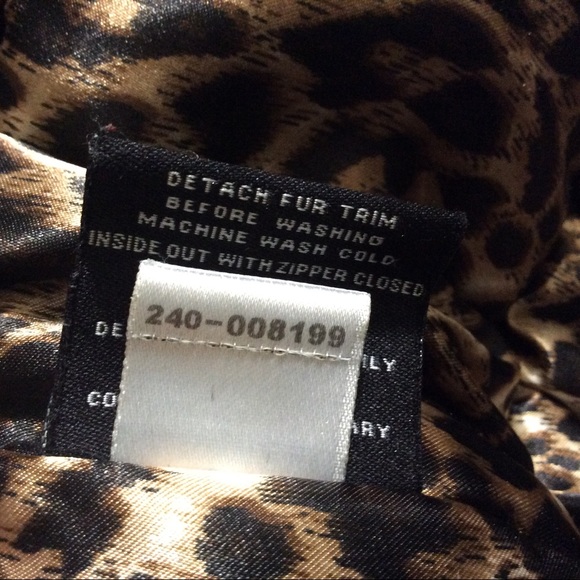 DETACH FUR TRIM
BEFORE WASHING
MACHINE WASH COLD
INSIDE OUT WITH ZIPPER CLOSED
240-008199